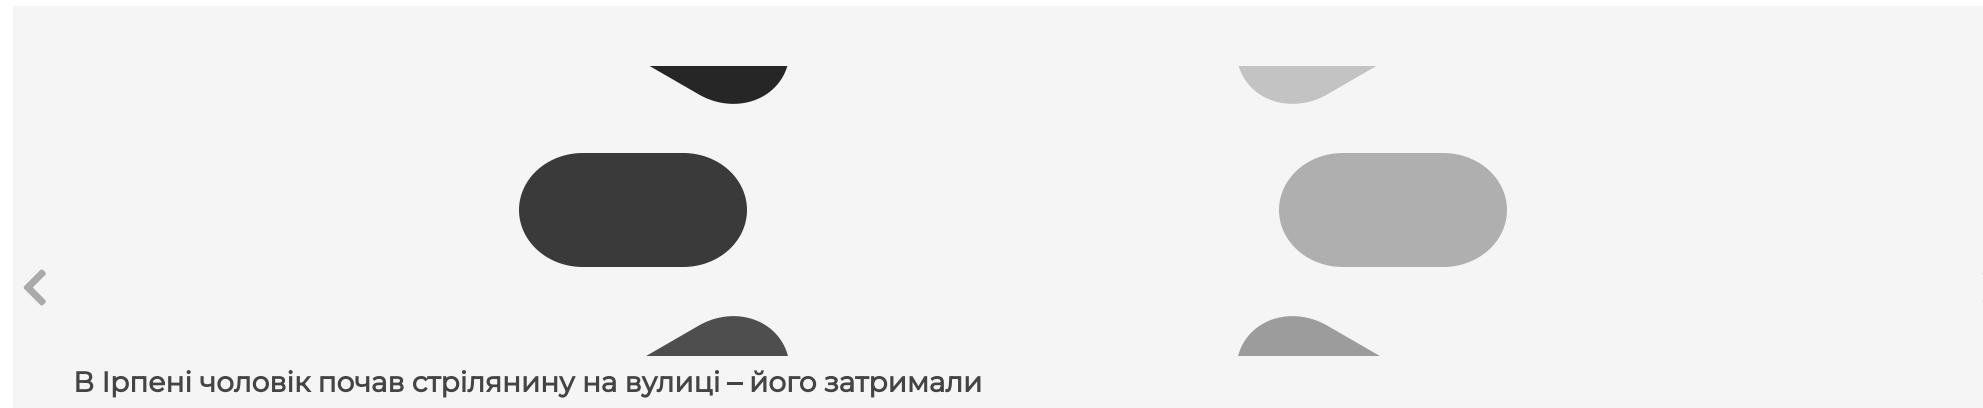 В Ірпені чоловік почав стрілянину на вулиці – його затримали